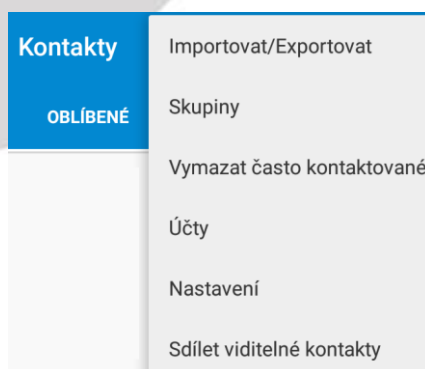 Kontakty
OBLÍBENÉ
Importovat/Exportovat
Skupiny
Vymazat často kontaktované
Účty
Nastavení
Sdílet viditelné kontakty